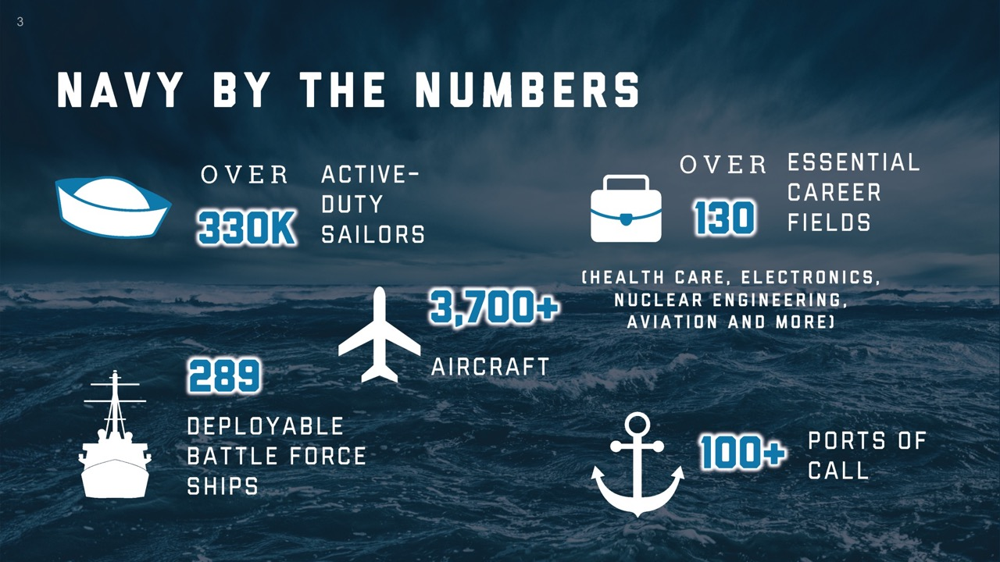 3
NAVY BY THE NUMBERS
OVER
330K
ACTIVE-
DUTY
SAILORS
OVER
130
ESSENTIAL
CAREER
FIELDS
(HEALTH CARE, ELECTRONICS,
NUCLEAR ENGINEERING,
AVIATION AND MORE)
3,700+
AIRCRAFT
289
DEPLOYABLE
BATTLE FORCE
SHIPS
100+
PORTS OF
CALL